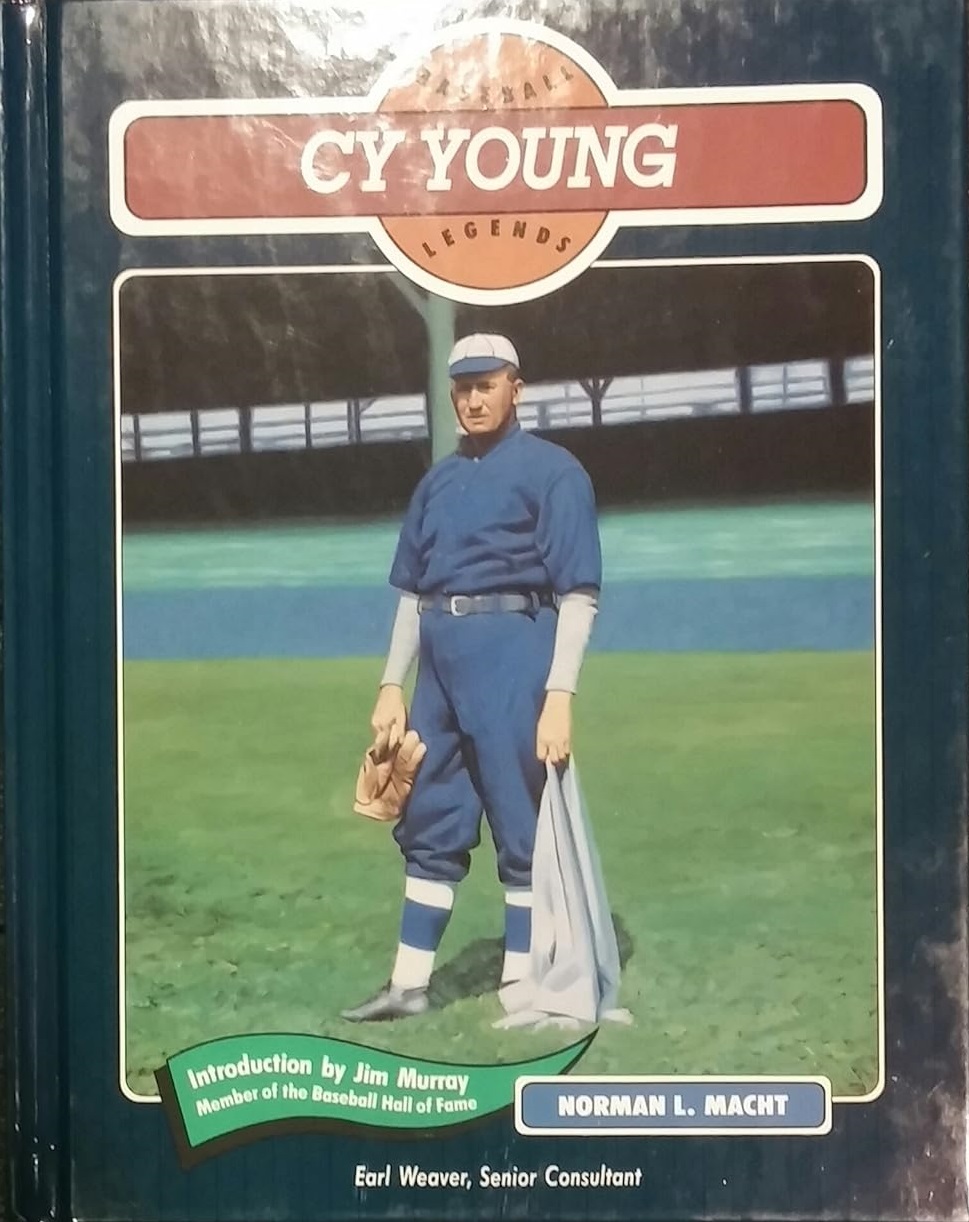 BASEBALL
CY YOUNG
LEGENDS
Introduction by Jim Murray
Member of the Baseball Hall of Fame
NORMAN L. MACHT
Earl Weaver, Senior Consultant